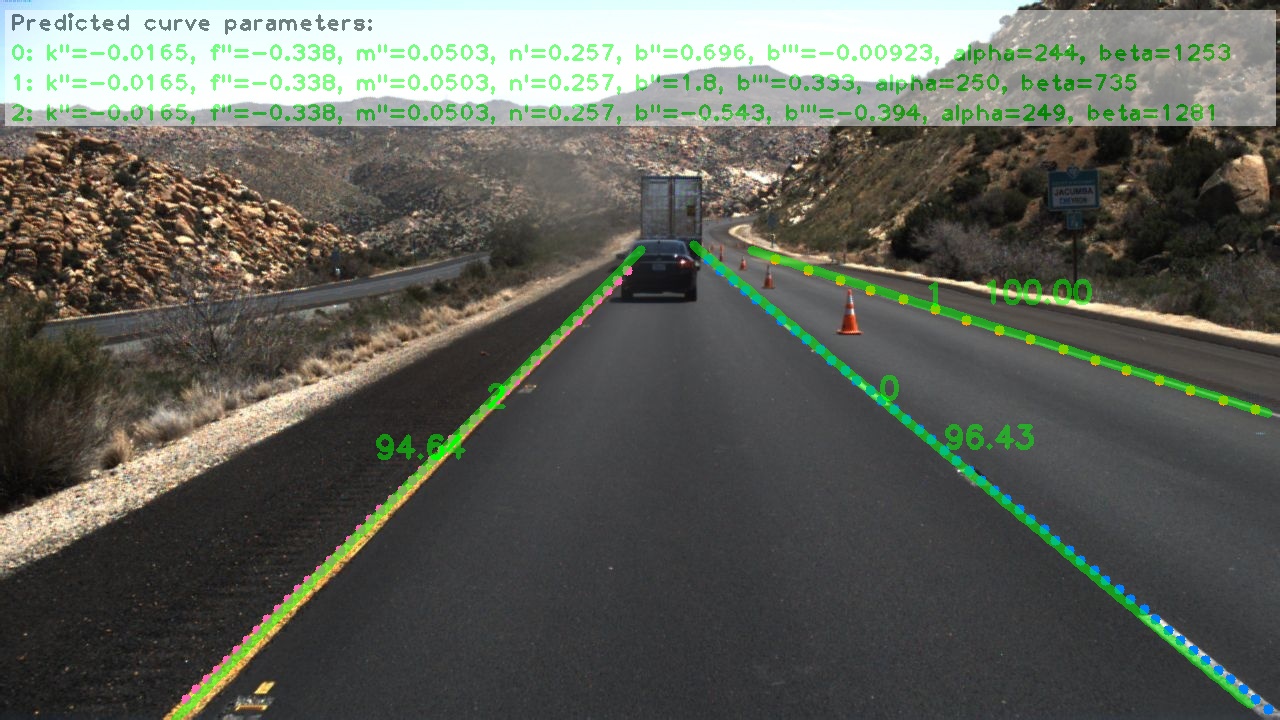 Predicted curve parameters:
0: k''=-0.0165, f''=-0.338, m''=0.0503, n'=0.257, b''=0.696, b'''=-0.00923, alpha=244, beta=1253
1: k''=-0.0165, f''=-0.338, m''=0.0503, n'=0.257, b''=1.8, b'''=0.333, alpha=250, beta=735
2: k''=-0.0165, f''=-0.338, m''=0.0503, n'=0.257, b''=-0.543, b'''=-0.394, alpha=249, beta=1281
JACUMBA
1 100.00
2
0
94.64
96.43